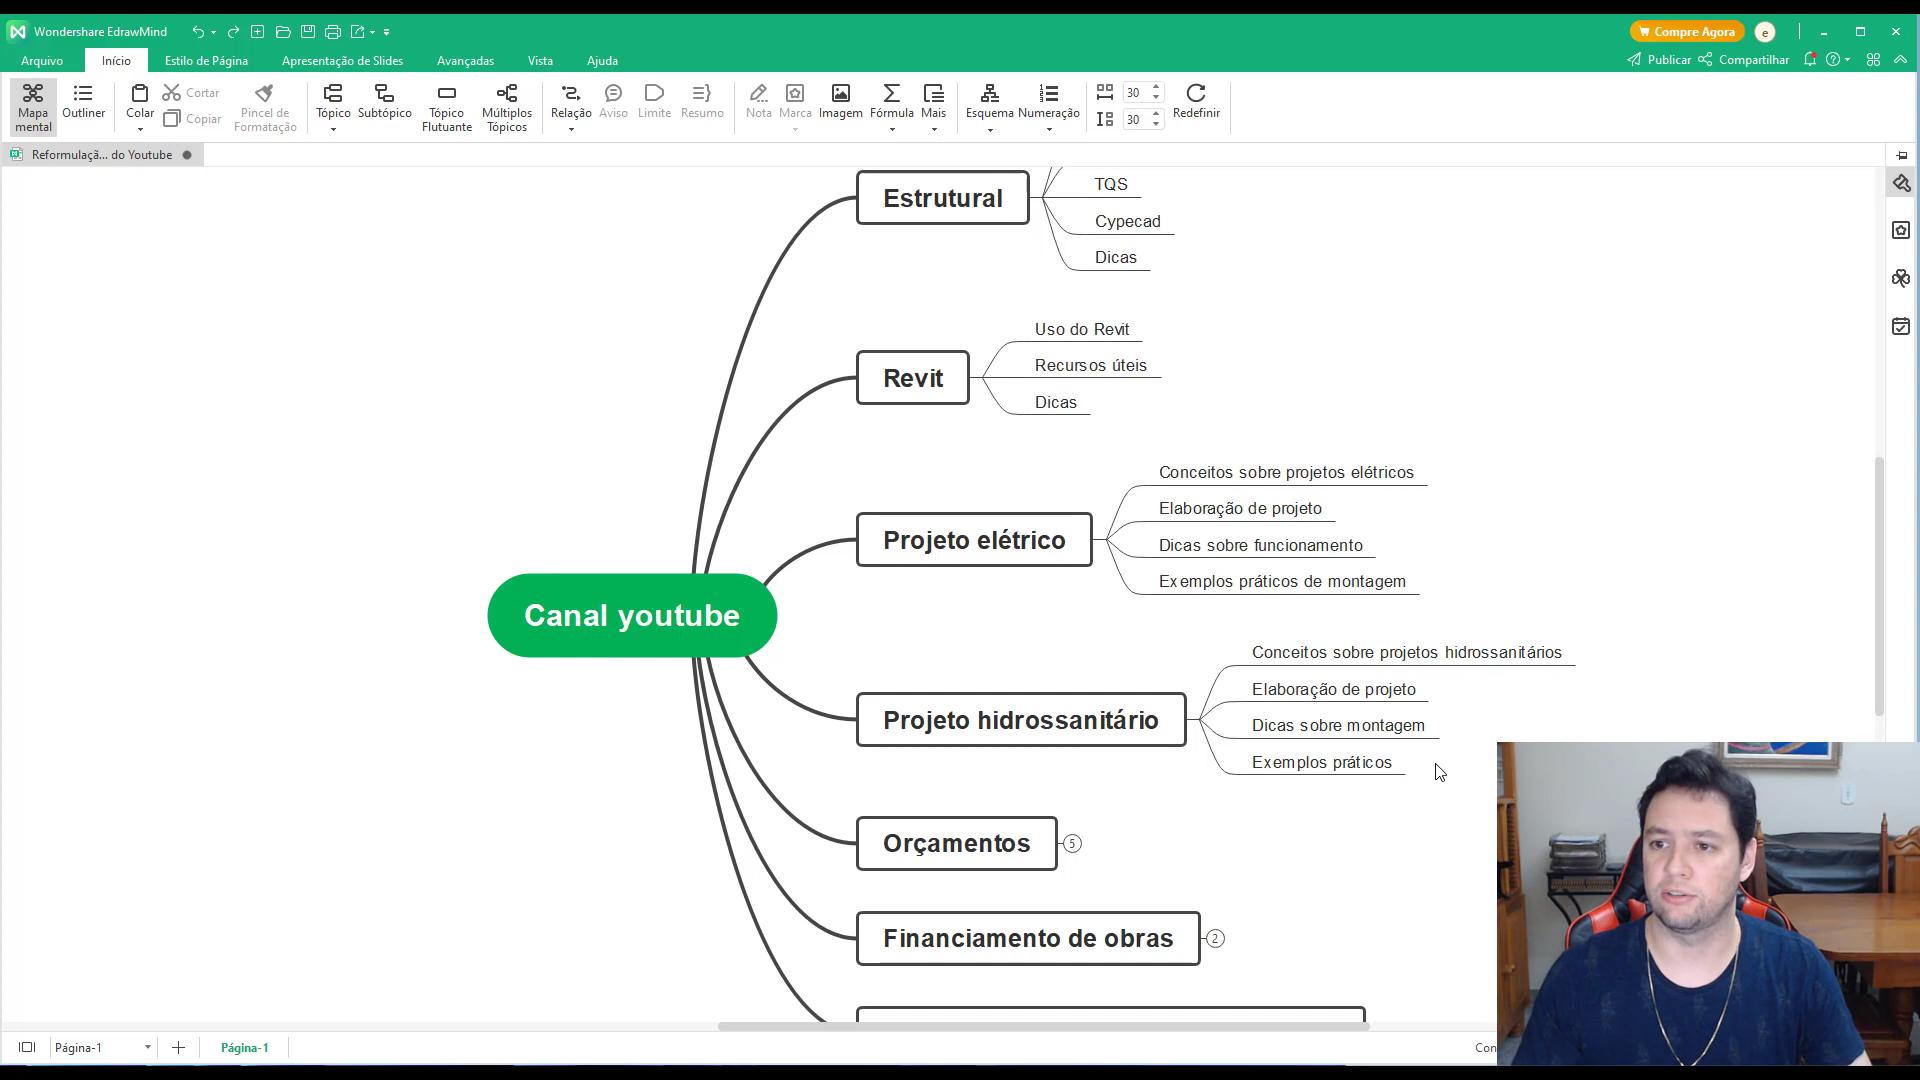 Wondershare EdrawMind
Compre Agora
e
Arquivo
Início
Estilo de Página
Apresentação de Slides
Avançadas
Vista
Ajuda
Publicar
Compartilhar
Mapa mental
Outliner
Colar
Cortar
Copiar
Pincel de Formatação
Tópico
Subtópico
Tópico Flutuante
Múltiplos Tópicos
Relação
Aviso
Limite
Resumo
Nota
Marca
Imagem
Fórmula
Mais
Esquema
Numeração
30
30
Redefinir
Reformulaçã... do Youtube
Estrutural
TQS
Cypecad
Dicas
Revit
Uso do Revit
Recursos úteis
Dicas
Projeto elétrico
Conceitos sobre projetos elétricos
Elaboração de projeto
Dicas sobre funcionamento
Exemplos práticos de montagem
Canal youtube
Projeto hidrossanitário
Conceitos sobre projetos hidrossanitários
Elaboração de projeto
Dicas sobre montagem
Exemplos práticos
Orçamentos
5
Financiamento de obras
2
Página-1
Página-1
Con